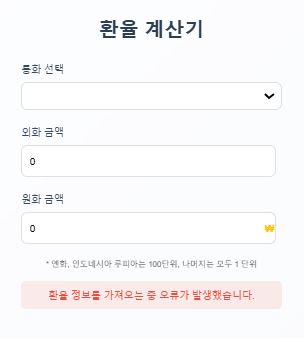 환율 계산기
통화 선택
외화 금액
0
원화 금액
0 ₩
* 엔화, 인도네시아 루피아는 100단위, 나머지는 모두 1 단위
환율 정보를 가져오는 중 오류가 발생했습니다.